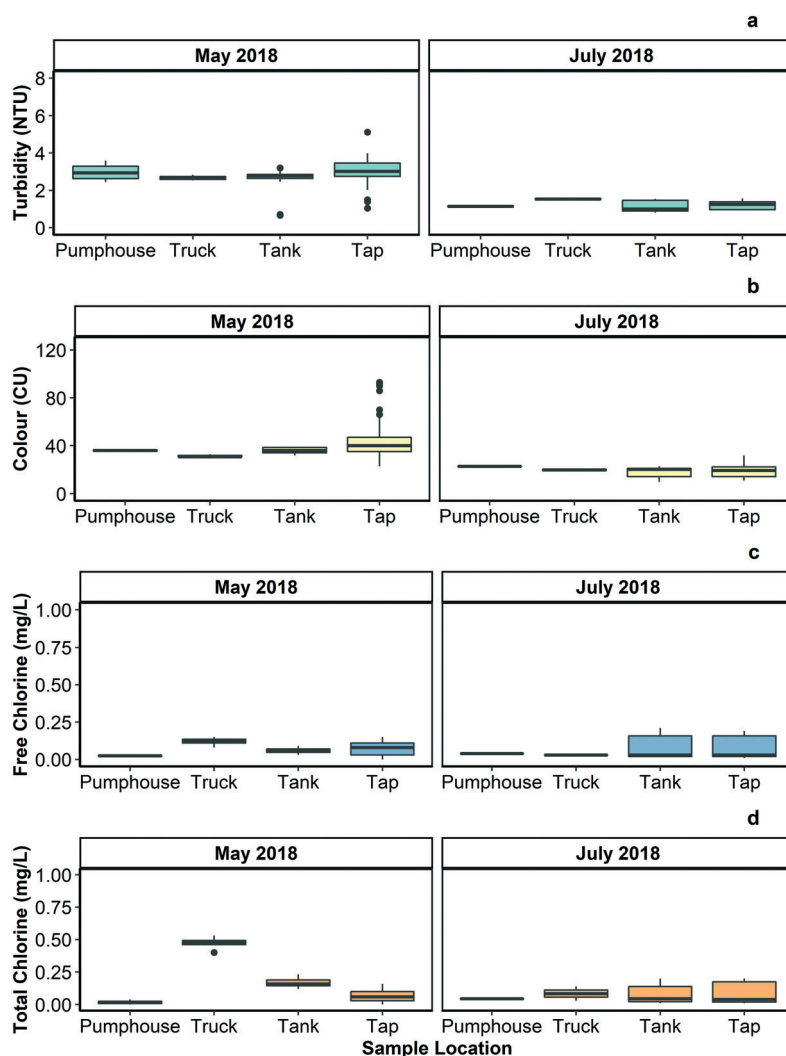 a
May 2018 July 2018
Turbidity (NTU)
8
6
4
2
0
Pumphouse Truck Tank Tap Pumphouse Truck Tank Tap
b
May 2018 July 2018
Colour (CU)
120
80
40
0
Pumphouse Truck Tank Tap Pumphouse Truck Tank Tap
c
May 2018 July 2018
Free Chlorine (mg/L)
1.00
0.75
0.50
0.25
0.00
Pumphouse Truck Tank Tap Pumphouse Truck Tank Tap
d
May 2018 July 2018
Total Chlorine (mg/L)
1.00
0.75
0.50
0.25
0.00
Pumphouse Truck Tank Tap Pumphouse Truck Tank Tap
Sample Location